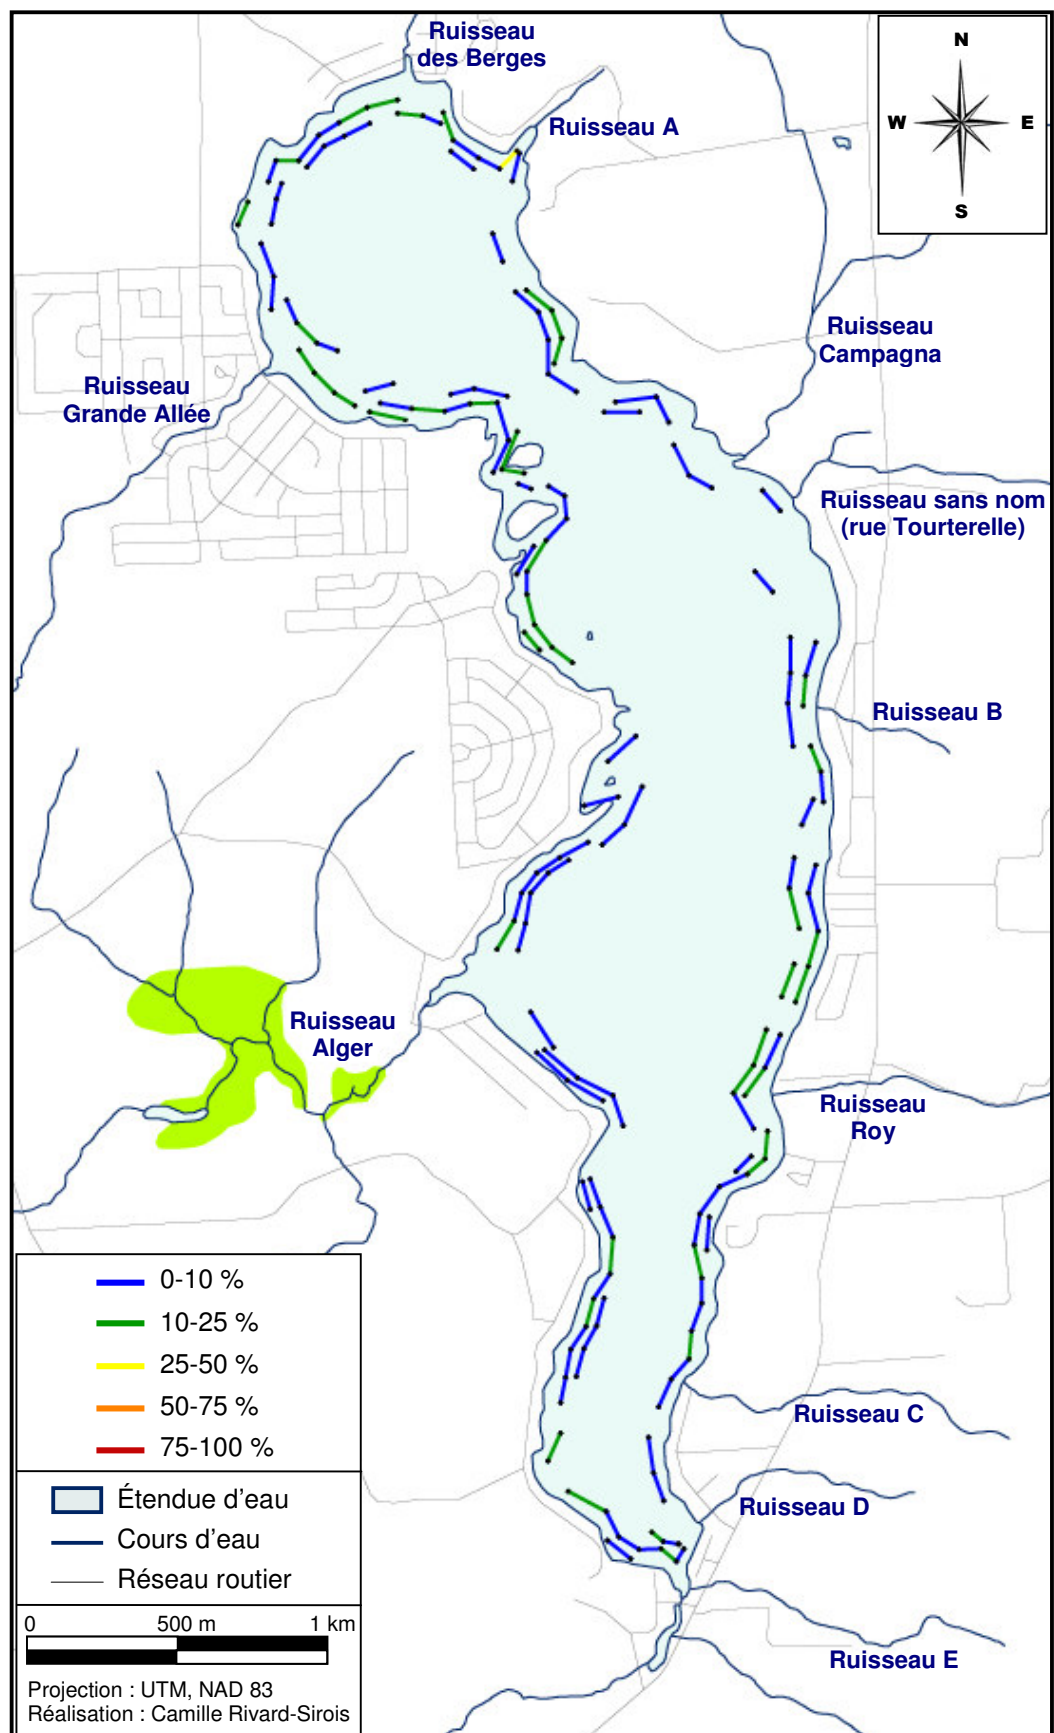 Ruisseau
des Berges
N
W
E
S
Ruisseau A
Ruisseau
Campagna
Ruisseau
Grande Allée
Ruisseau sans nom
(rue Tourterelle)
Ruisseau B
Ruisseau
Alger
Ruisseau
Roy
0-10 %
10-25 %
25-50 %
50-75 %
75-100 %
Ruisseau C
Étendue d'eau
Ruisseau D
Cours d'eau
Réseau routier
0 500 m 1 km
Ruisseau E
Projection : UTM, NAD 83
Réalisation : Camille Rivard-Sirois